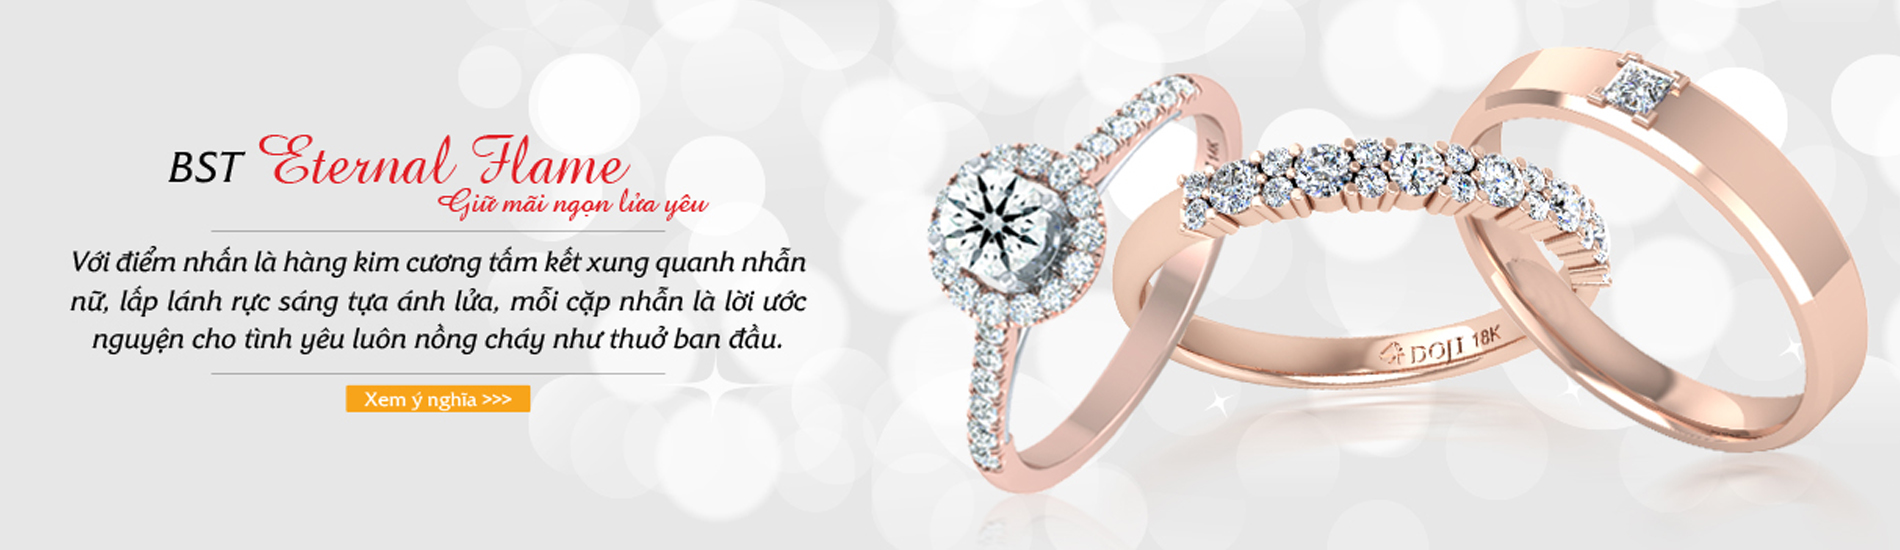 BST Eternal Flame
Giữ mãi ngọn lửa yêu
Với điểm nhấn là hàng kim cương tấm kết xung quanh nhẫn
nữ, lấp lánh rực sáng tựa ánh lửa, mỗi cặp nhẫn là lời ước
nguyện cho tình yêu luôn nồng cháy như thuở ban đầu.
Xem ý nghĩa >>>
14K
DOJI 18K